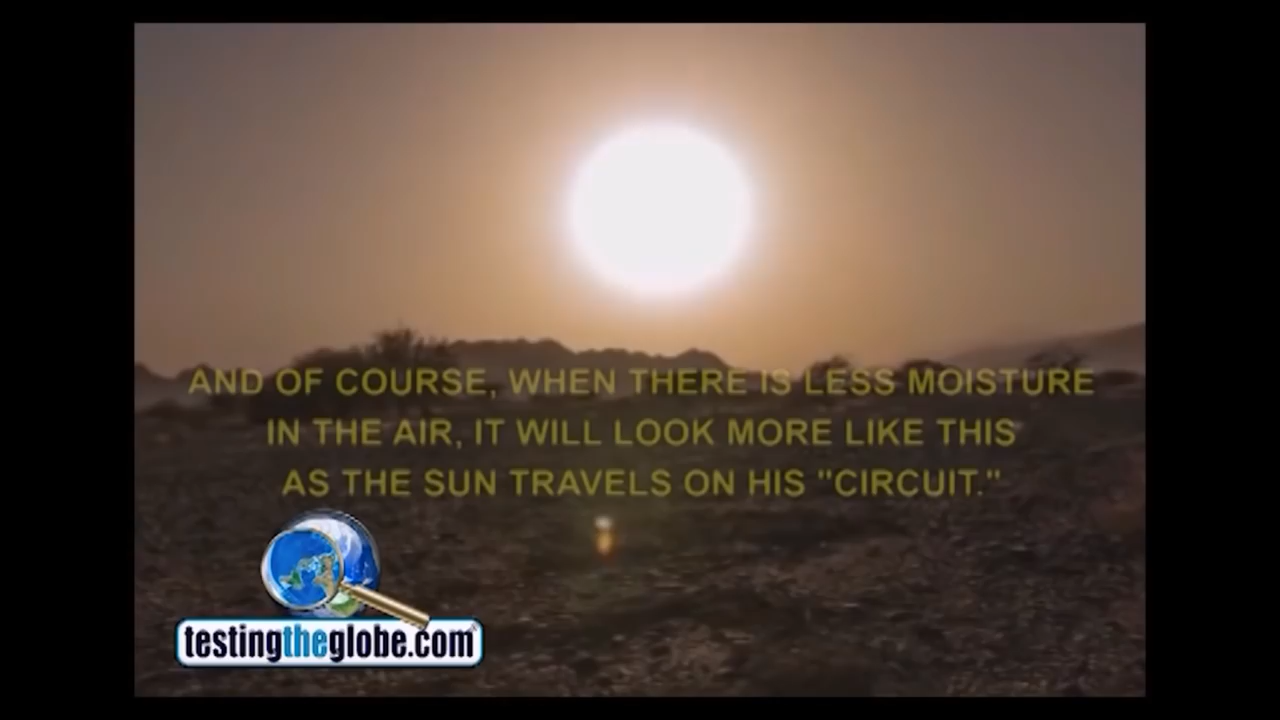 AND OF COURSE, WHEN THERE IS LESS MOISTURE
IN THE AIR, IT WILL LOOK MORE LIKE THIS
AS THE SUN TRAVELS ON HIS "CIRCUIT."
testingtheglobe.com